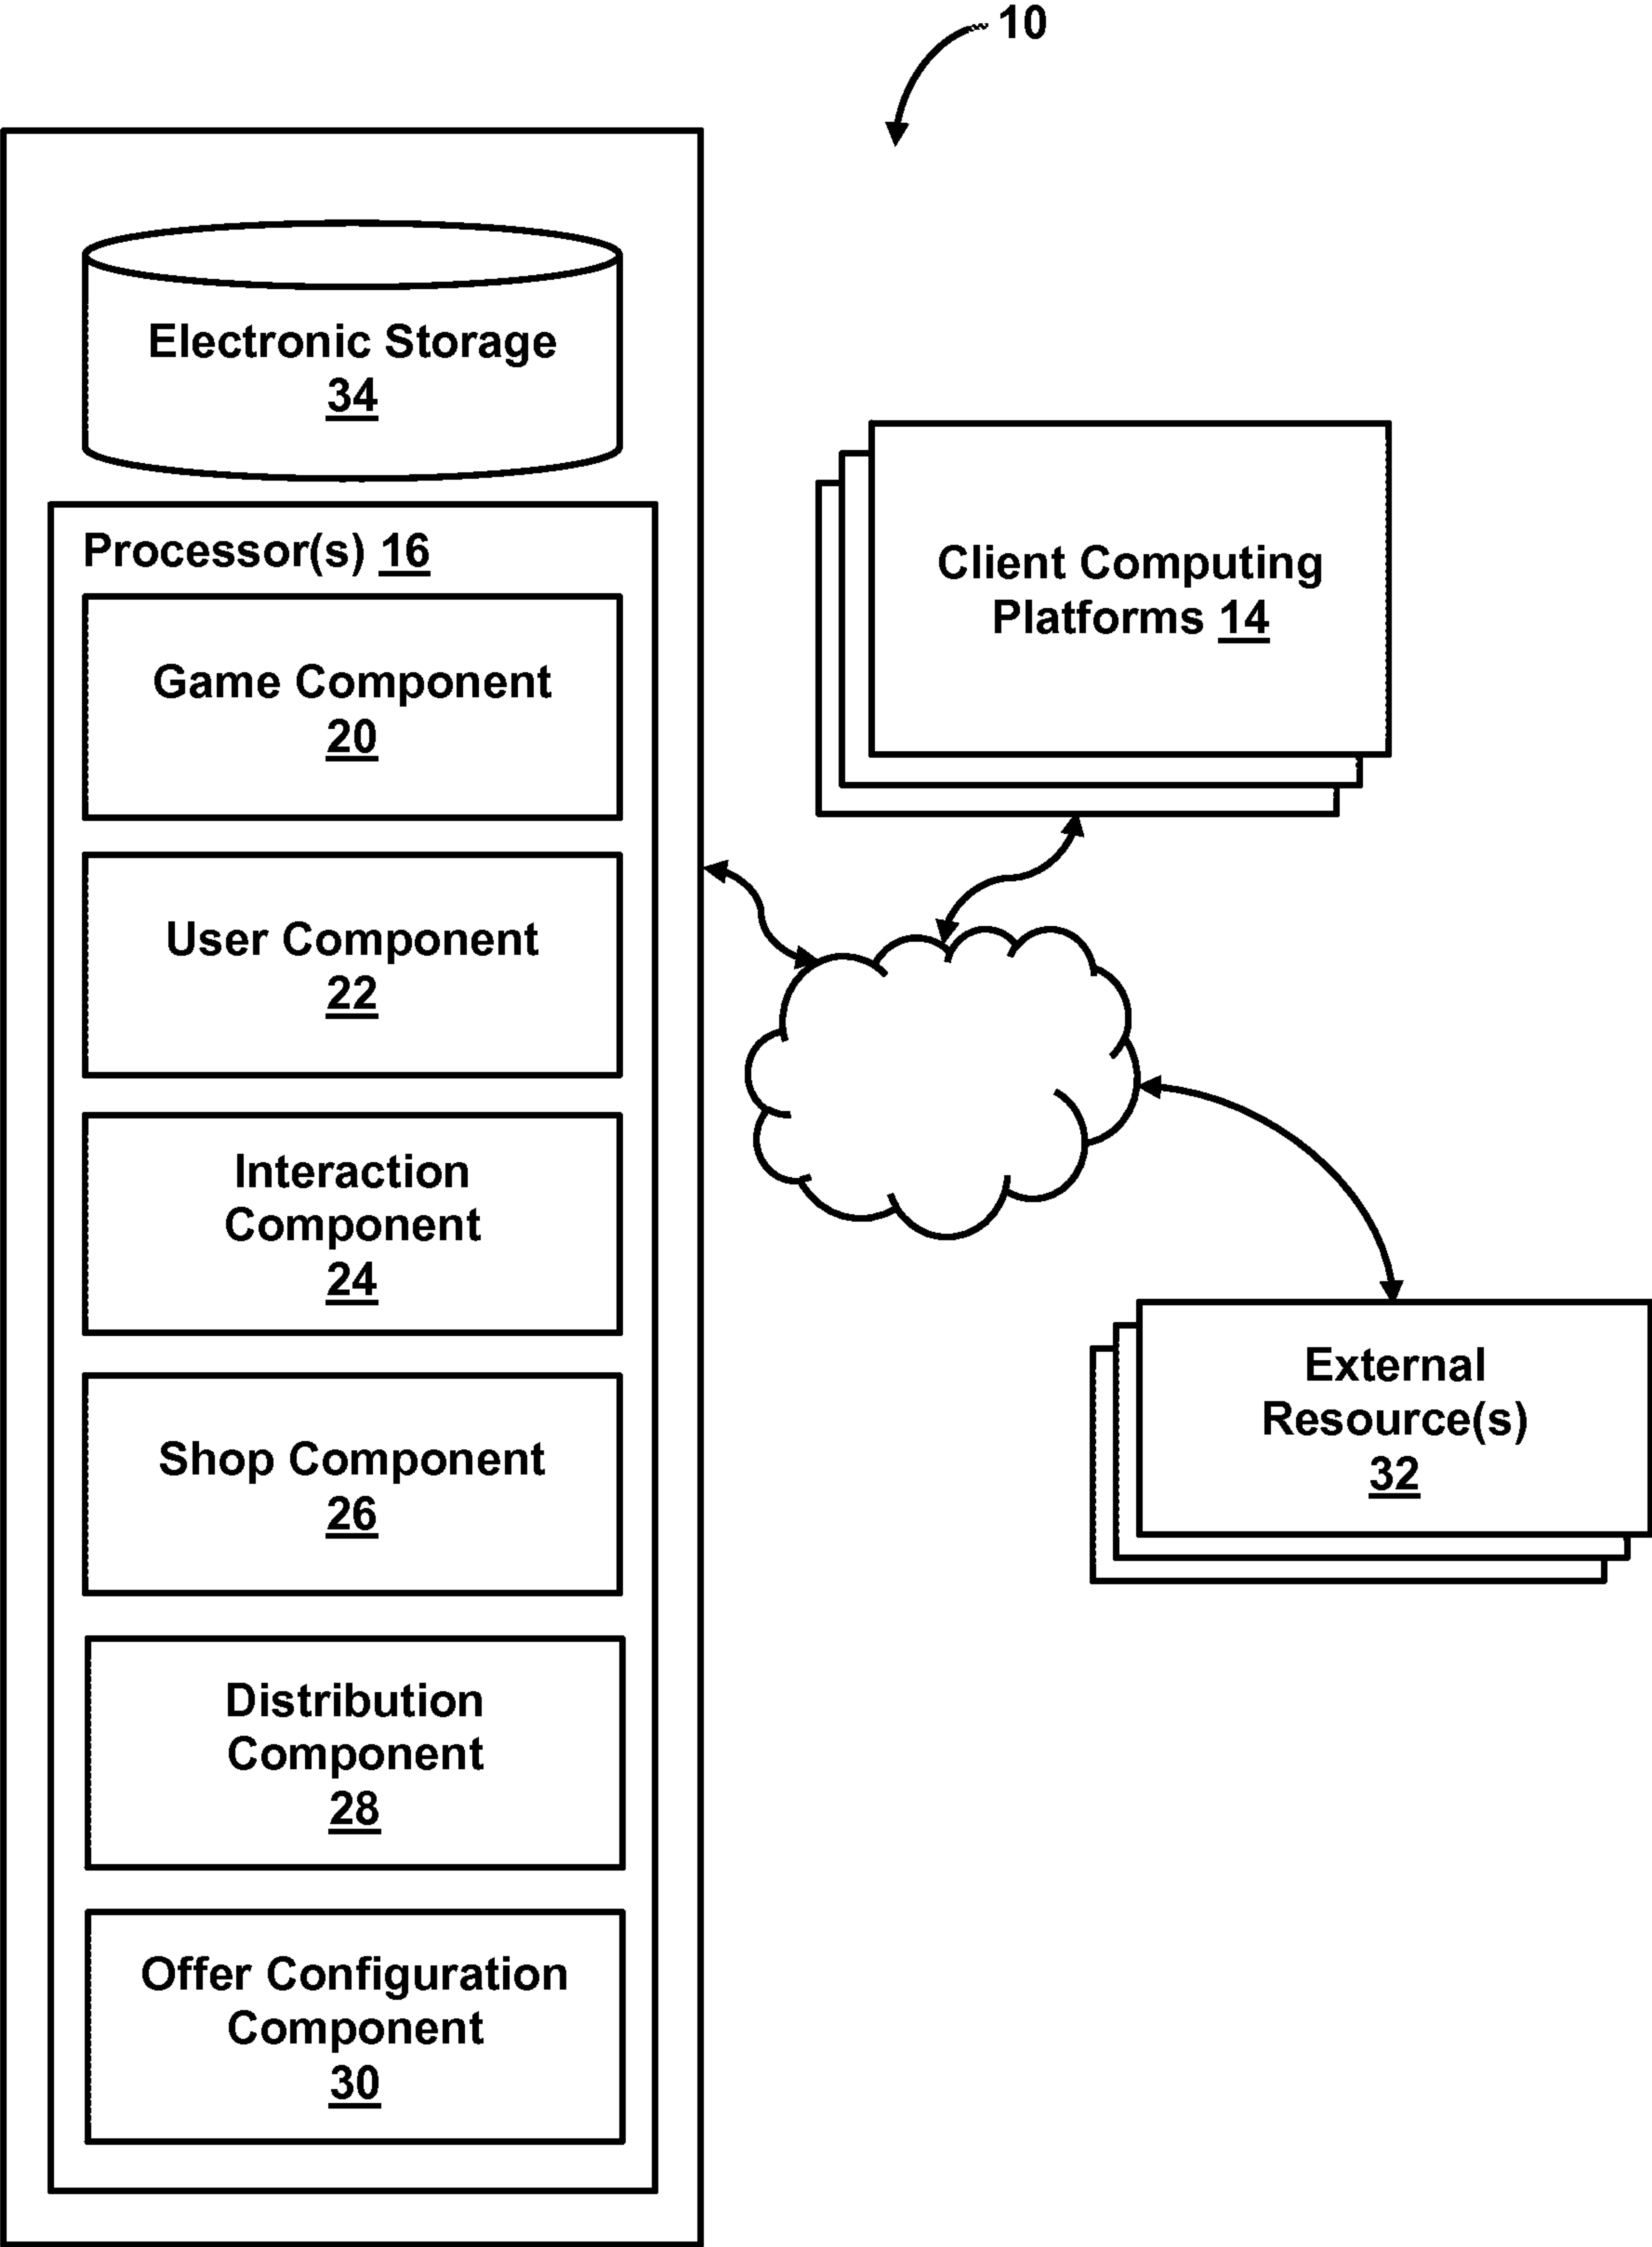 10
Electronic Storage
34
Processor(s) 16
Game Component
20
User Component
22
Interaction
Component
24
Shop Component
26
Distribution
Component
28
Offer Configuration
Component
30
Client Computing
Platforms 14
External
Resource(s)
32